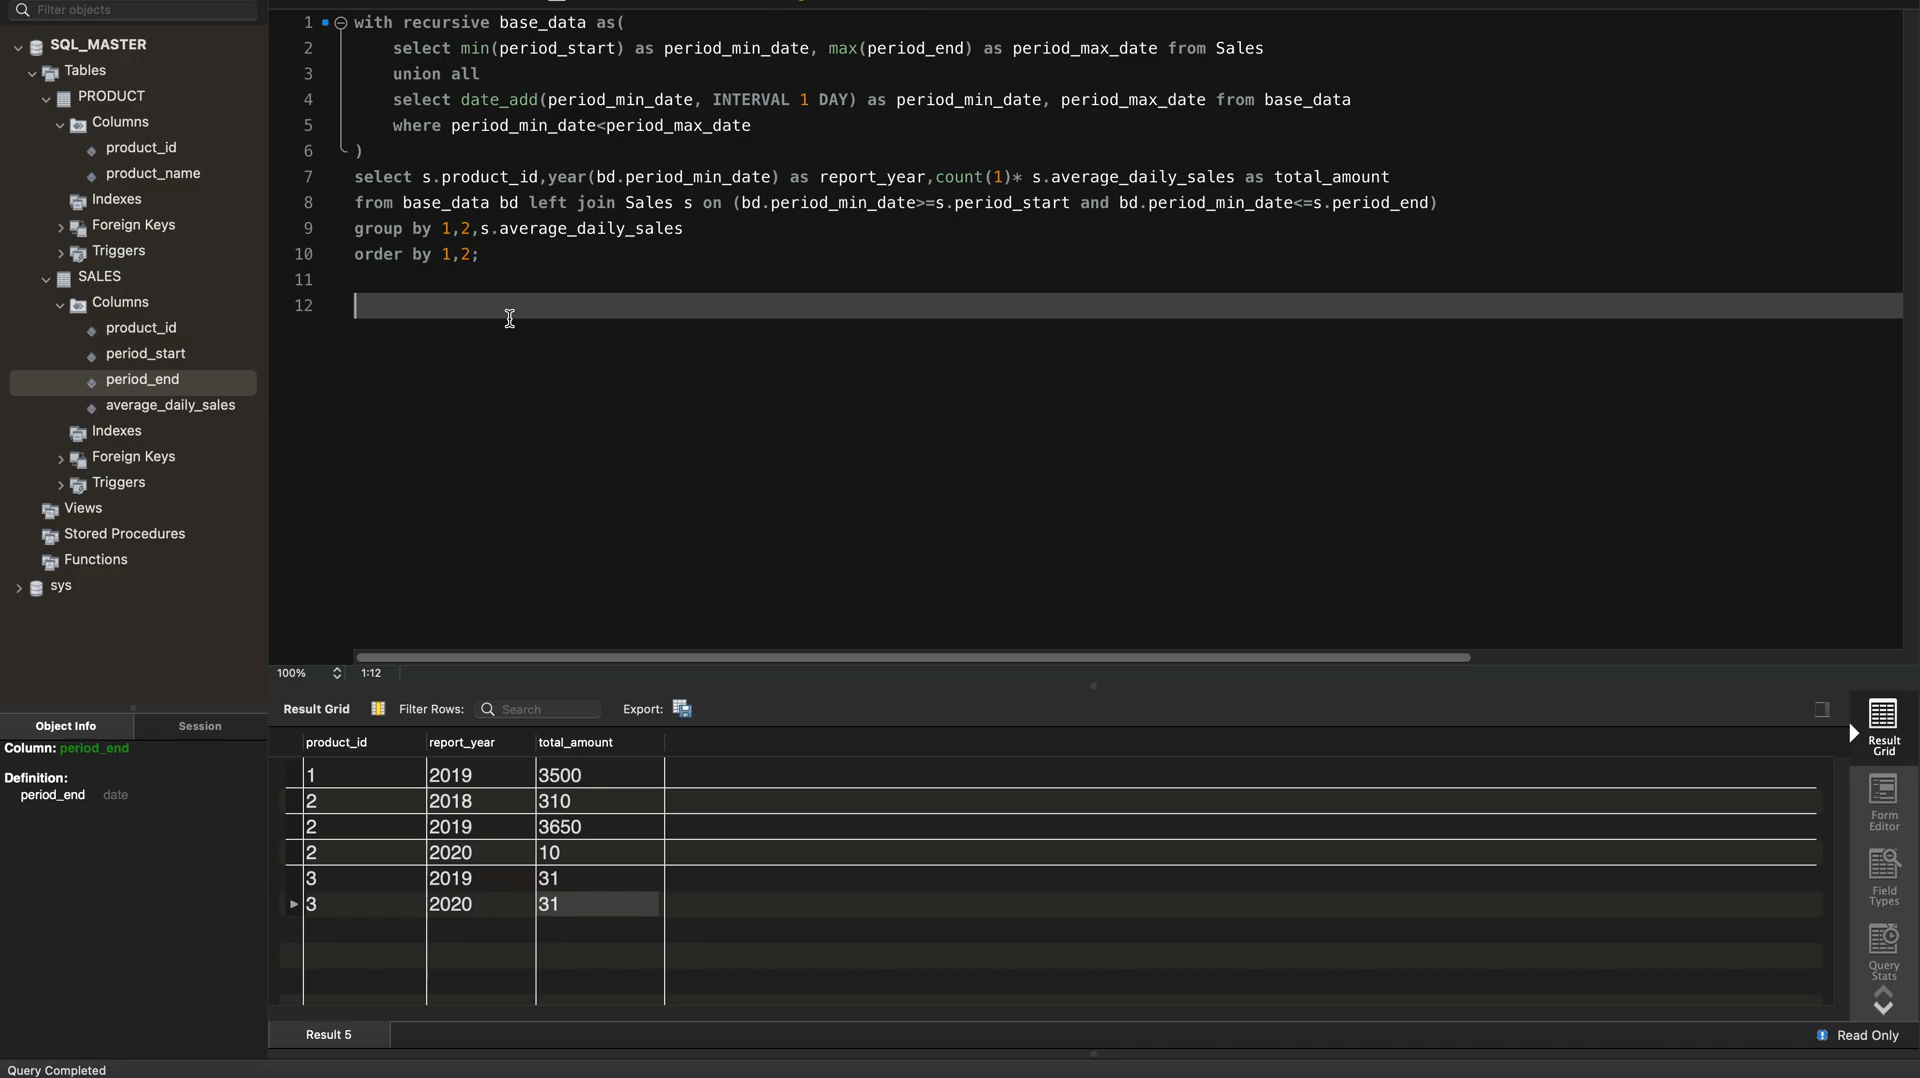 Filter objects
SQL_MASTER
Tables
PRODUCT
Columns
product_id
product_name
Indexes
Foreign Keys
Triggers
SALES
Columns
product_id
period_start
period_end
average_daily_sales
Indexes
Foreign Keys
Triggers
Views
Stored Procedures
Functions
sys
Object Info Session
Column: period_end
Definition:
period_end date
1 with recursive base_data as(
2 select min(period_start) as period_min_date, max(period_end) as period_max_date from Sales
3 union all
4 select date_add(period_min_date, INTERVAL 1 DAY) as period_min_date, period_max_date from base_data
5 where period_min_date<period_max_date
6 )
7 select s.product_id,year(bd.period_min_date) as report_year,count(1)* s.average_daily_sales as total_amount
8 from base_data bd left join Sales s on (bd.period_min_date>=s.period_start and bd.period_min_date<=s.period_end)
9 group by 1,2,s.average_daily_sales
10 order by 1,2;
11
12
100% 1:12
Result Grid Filter Rows: Search Export:
product_id report_year total_amount
1 2019 3500
2 2018 310
2 2019 3650
2 2020 10
3 2019 31
3 2020 31
Result
Grid
Form
Editor
Field
Types
Query
Stats
Result 5
Read Only
Query Completed